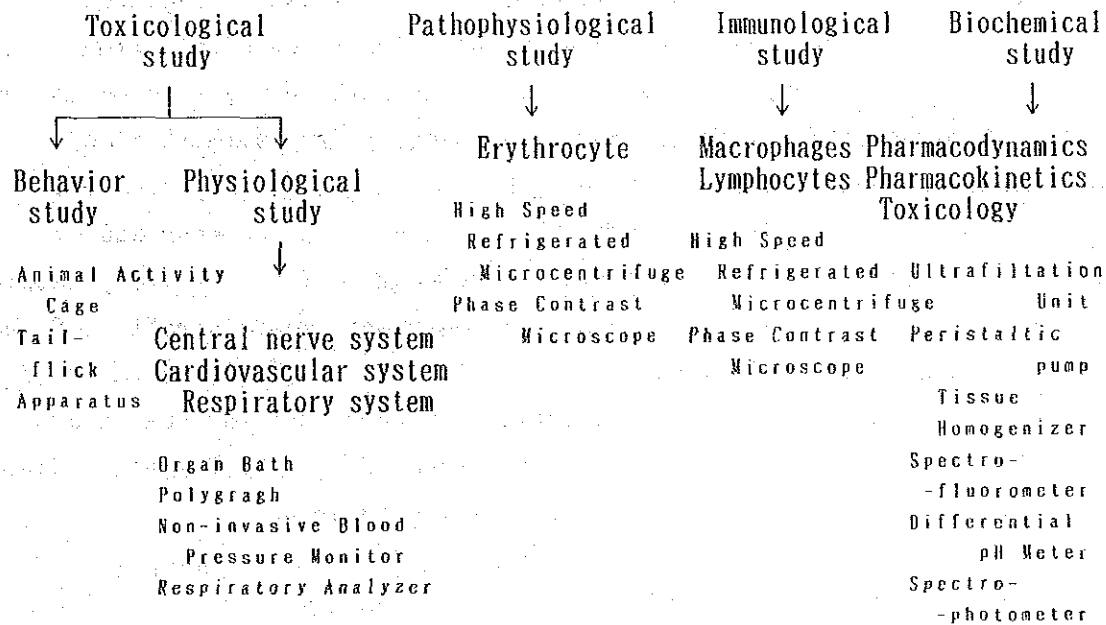 Toxicological
study
Behavior
study
Animal Activity
Cage
Tail-
flick
Apparatus
Physiological
study
Central nerve system
Cardiovascular system
Respiratory system
Organ Bath
Polygragh
Non-invasive Blood
Pressure Monitor
Respiratory Analyzer
Pathophysiological
study
Erythrocyte
High Speed
Refrigerated
Microcentrifuge
Phase Contrast
Microscope
Immunological
study
Macrophages
Lymphocytes
High Speed
Refrigerated
Microcentrifuge
Phase Contrast
Microscope
Biochemical
study
Pharmacodynamics
Pharmacokinetics
Toxicology
Ultrafiltation
Unit
Peristaltic
pump
Tissue
Homogenizer
Spectro-
-fluorometer
Differential
pH Meter
Spectro-
-photometer